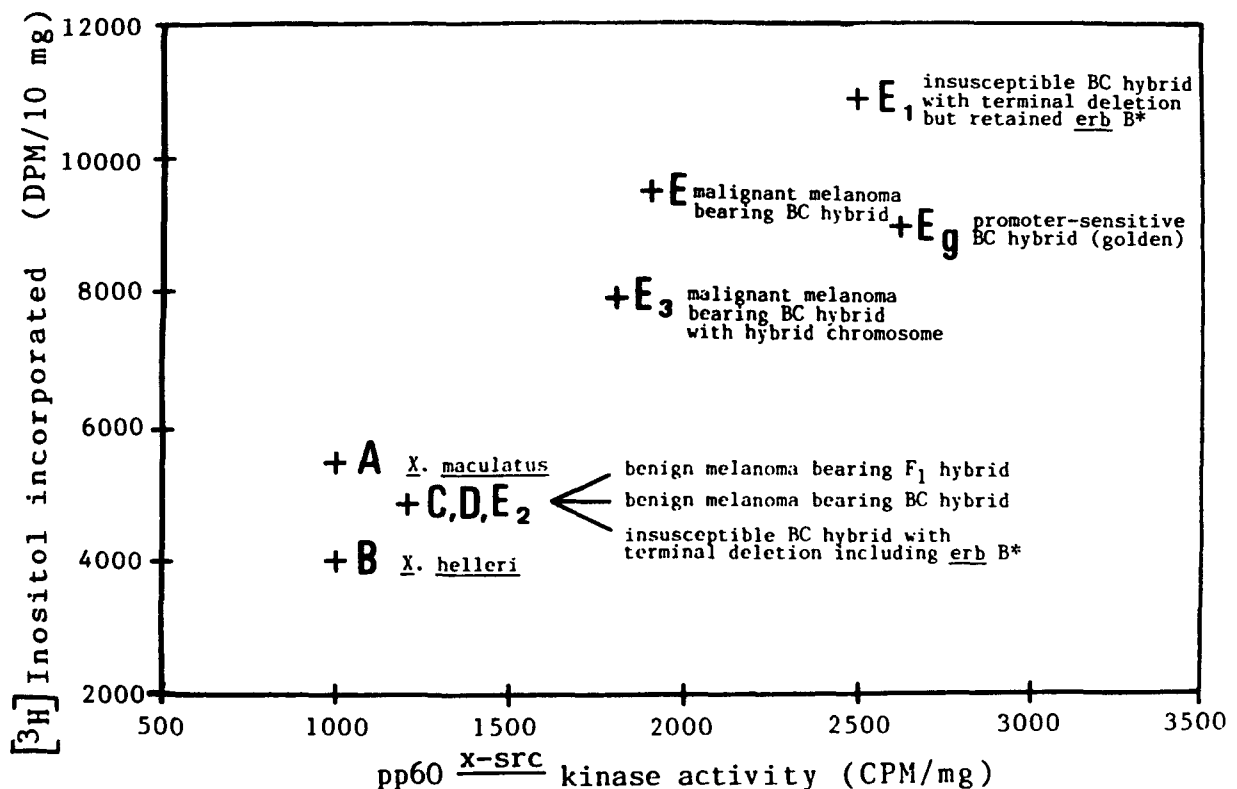 [³H]Inositol incorporated (DPM/10 mg)
12000
10000
8000
6000
4000
2000
+ E₁ insusceptible BC hybrid
with terminal deletion
but retained erb B*
+ E malignant melanoma
bearing BC hybrid
+ Eg promoter-sensitive
BC hybrid (golden)
+ E₃ malignant melanoma
bearing BC hybrid
with hybrid chromosome
+ A X. maculatus
+ C,D,E₂
benign melanoma bearing F₁ hybrid
benign melanoma bearing BC hybrid
insusceptible BC hybrid with
terminal deletion including erb B*
+ B X. helleri
500 1000 1500 2000 2500 3000 3500
pp60 x-src kinase activity (CPM/mg)